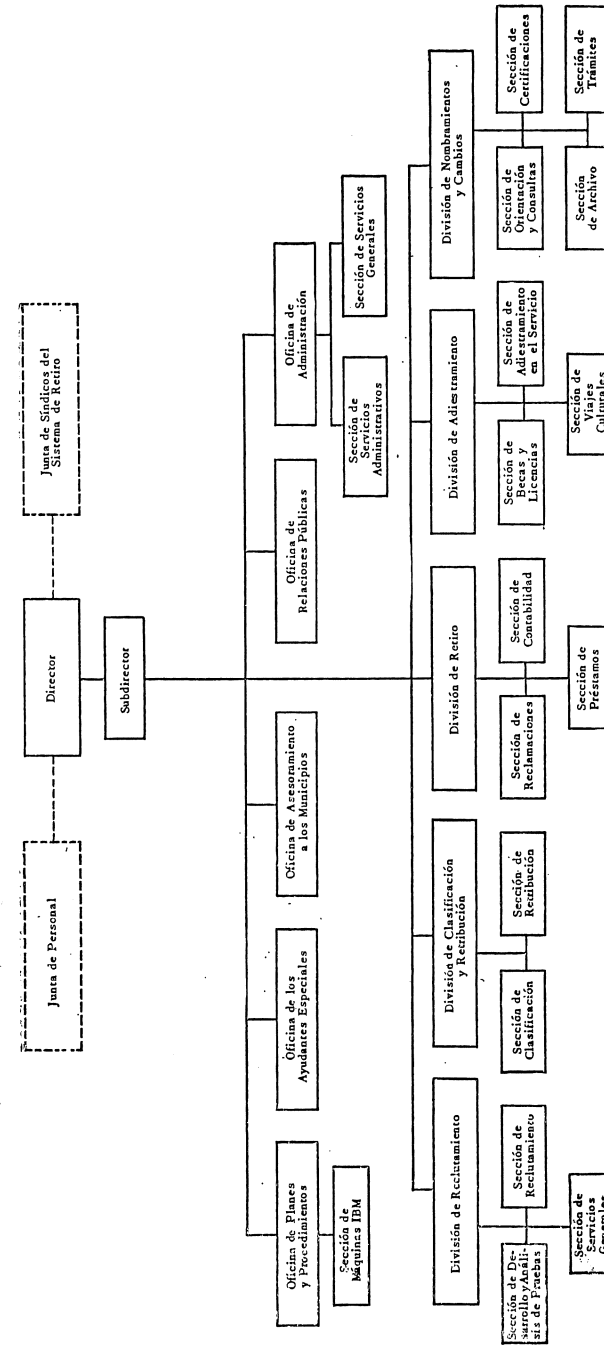 Junta de Personal
Director
Junta de Síndicos del
Sistema de Retiro
Subdirector
Oficina de Planes
y Procedimientos
Oficina de los
Ayudantes Especiales
Oficina de Asesoramiento
a los Municipios
Oficina de
Relaciones Públicas
Oficina de
Administración
Sección de
Máquinas IBM
Sección de
Servicios
Administrativos
Sección de Servicios
Generales
División de Reclutamiento
División de Clasificación
y Retribución
División de Retiro
División de Adiestramiento
División de Nombramientos
y Cambios
Sección de De-
sarrollo y Análi-
sis de Pruebas
Sección de
Reclutamiento
Sección de
Clasificación
Sección de
Retribución
Sección de
Reclamaciones
Sección de
Contabilidad
Sección de
Becas y
Licencias
Sección de
Adiestramiento
en el Servicio
Sección de
Orientación
y Consultas
Sección de
Certificaciones
Sección de
Servicios
Generales
Sección de
Préstamos
Sección de
Viajes
Culturales
Sección
de Archivo
Sección de
Trámites